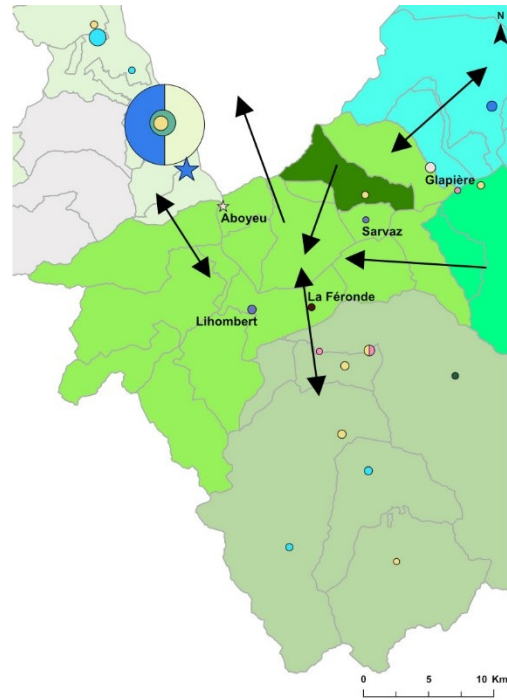 N
Glapière
Aboyeu
Sarvaz
La Féronde
Lihombert
0 5 10 Km